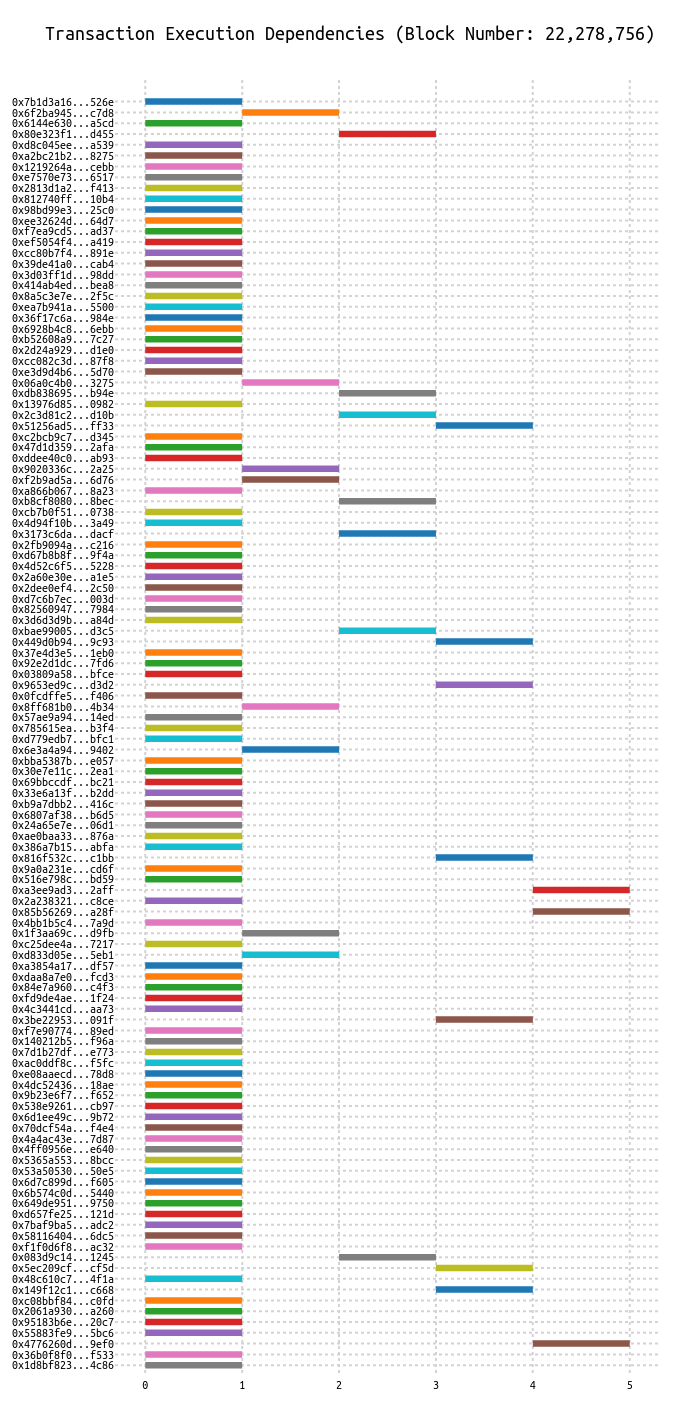 Transaction Execution Dependencies (Block Number: 22,278,756)
0x7b1d3a16...526e
0x6f2ba945...c7d8
0x6144e630...a5cd
0x80e323f1...d455
0xd8c045ee...a539
0xa2bc21b2...8275
0x1219264a...cebb
0xe7570e73...6517
0x2813d1a2...f413
0x812740ff...10b4
0x98bd99e3...25c0
0xee32624d...64d7
0xf7ea9cd5...ad37
0xef5054f4...a419
0xcc80b7f4...891e
0x39de41a0...cab4
0x3d03ff1d...98dd
0x414ab4ed...bea8
0x8a5c3e7e...2f5c
0xea7b941a...5500
0x36f17c6a...984e
0x6928b4c8...6ebb
0xb52608a9...7c27
0x2d24a929...d1e0
0xcc082c3d...87f8
0xe3d9d4b6...5d70
0x06a0c4b0...3275
0xdb838695...b94e
0x13976d85...0982
0x2c3d81c2...d10b
0x51256ad5...ff33
0xc2bcb9c7...d345
0x47d1d359...2afa
0xddee40c0...ab93
0x9020336c...2a25
0xf2b9ad5a...6d76
0xa866b067...8a23
0xb8cf8080...8bec
0xcb7b0f51...0738
0x4d94f10b...3a49
0x3173c6da...dacf
0x2fb9094a...c216
0xd67b8b8f...9f4a
0x4d52c6f5...5228
0x2a60e30e...a1e5
0x2dee0ef4...2c50
0xd7c6b7ec...003d
0x82560947...7984
0x3d6d3d9b...a84d
0xbae99005...d3c5
0x449d0b94...9c93
0x37e4d3e5...1eb0
0x92e2d1dc...7fd6
0x03809a58...bfce
0x9653ed9c...d3d2
0x0fcdffe5...f406
0x8ff681b0...4b34
0x57ae9a94...14ed
0x785615ea...b3f4
0xd779edb7...bfc1
0x6e3a4a94...9402
0xbba5387b...e057
0x30e7e11c...2ea1
0x69bbccdf...bc21
0x33e6a13f...b2dd
0xb9a7dbb2...416c
0x6807af38...b6d5
0x24a65e7e...06d1
0xae0baa33...876a
0x386a7b15...abfa
0x816f532c...c1bb
0x9a0a231e...cd6f
0x516e798c...bd59
0xa3ee9ad3...2aff
0x2a238321...c8ce
0x85b56269...a28f
0x4bb1b5c4...7a9d
0x1f3aa69c...d9fb
0xc25dee4a...7217
0xd833d05e...5eb1
0xa3854a17...df57
0xdaa8a7e0...fcd3
0x84e7a960...c4f3
0xfd9de4ae...1f24
0x4c3441cd...aa73
0x3be22953...091f
0xf7e90774...89ed
0x140212b5...f96a
0x7d1b27df...e773
0xac0ddf8c...f5fc
0xe08aaecd...78d8
0x4dc52436...18ae
0x9b23e6f7...f652
0x538e9261...cb97
0x6d1ee49c...9b72
0x70dcf54a...f4e4
0x4a4ac43e...7d87
0x4ff0956e...e640
0x5365a553...8bcc
0x53a50530...50e5
0x6d7c899d...f605
0x6b574c0d...5440
0x649de951...9750
0xd657fe25...121d
0x7baf9ba5...adc2
0x58116404...6dc5
0xf1f0d6f8...ac32
0x083d9c14...1245
0x5ec209cf...cf5d
0x48c610c7...4f1a
0x149f12c1...c668
0xc08bbf84...c0fd
0x2061a930...a260
0x95183b6e...20c7
0x55883fe9...5bc6
0x4776260d...9ef0
0x36b0f8f0...f533
0x1d8bf823...4c86
0 1 2 3 4 5